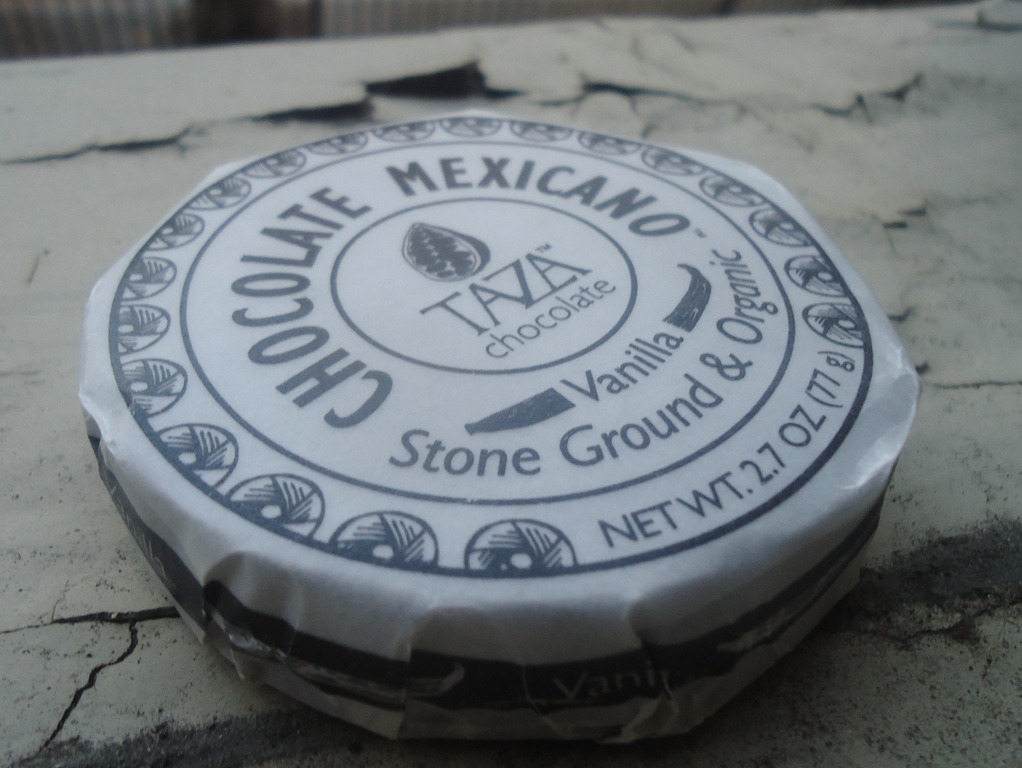 CHOCOLATE MEXICANO™
TAZA™
chocolate
Vanilla
Stone Ground & Organic
NET WT. 2.7 OZ (77 g)